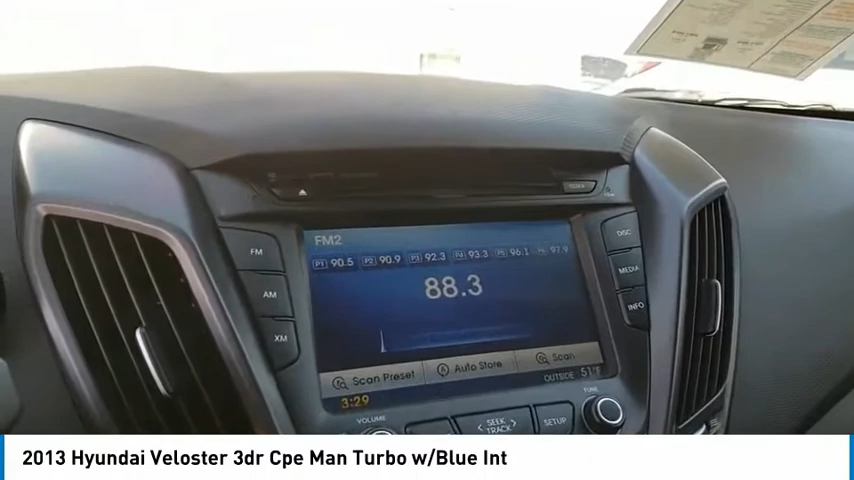 FM2
P1 90.5 P2 90.9 P3 92.3 P4 93.3 P5 96.1 P6 97.9
88.3
Scan Preset Auto Store Scan
3:29 OUTSIDE 51°F
FM
AM
XM
DISC
MEDIA
INFO
VOLUME
SEEK
TRACK
SETUP
TUNE
2013 Hyundai Veloster 3dr Cpe Man Turbo w/Blue Int